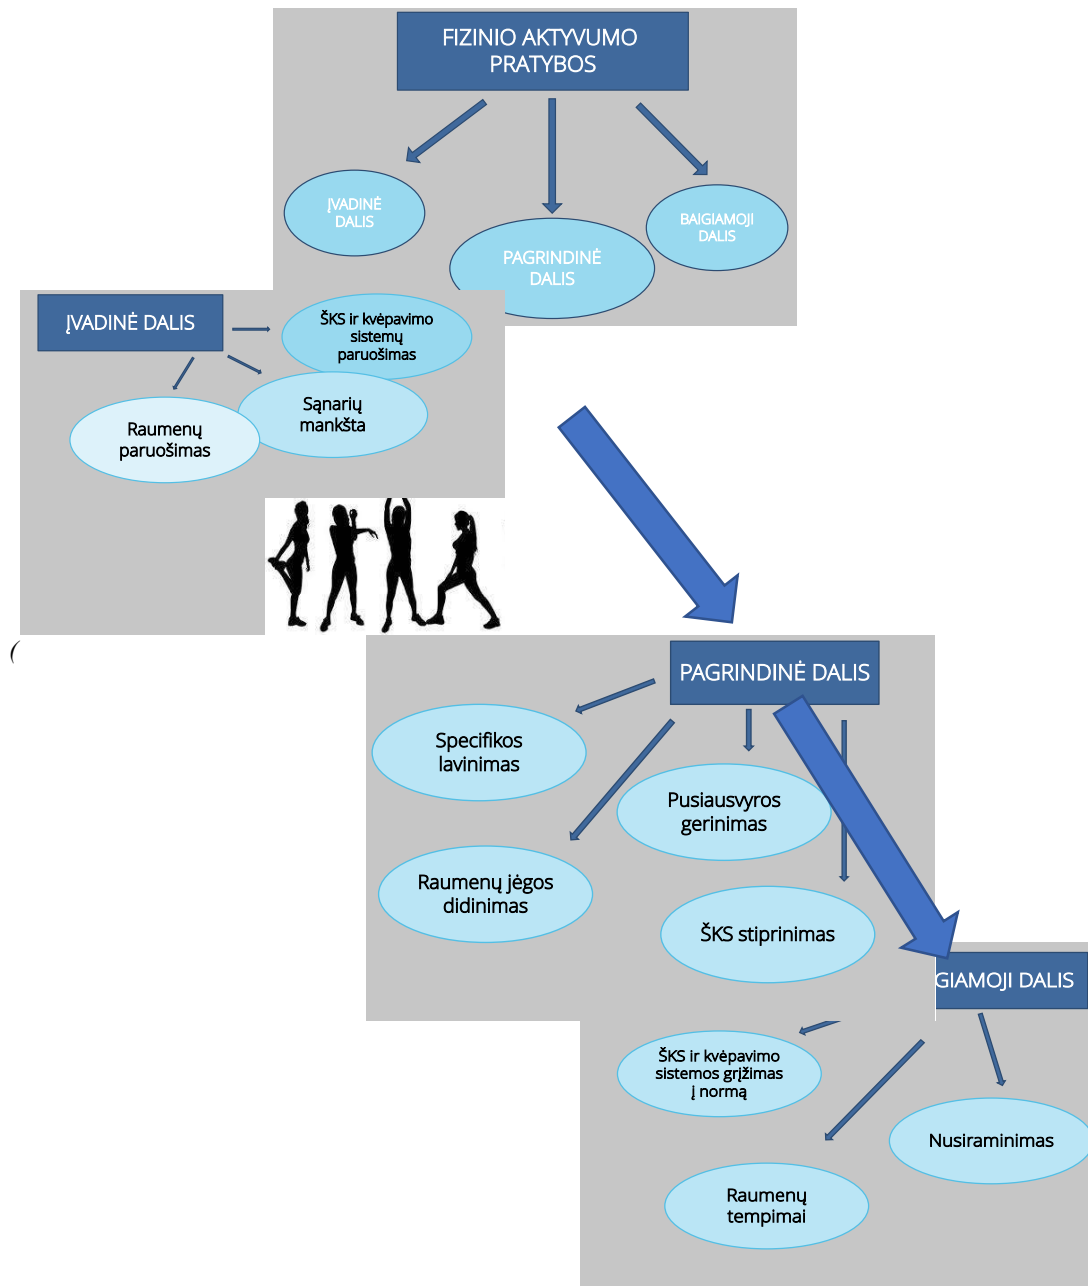 FIZINIO AKTYVUMO
PRATYBOS
ĮVADINĖ
DALIS
PAGRINDINĖ
DALIS
BAIGIAMOJI
DALIS
ĮVADINĖ DALIS
ŠKS ir kvėpavimo
sistemų
paruošimas
Sąnarių
mankšta
Raumenų
paruošimas
(
PAGRINDINĖ DALIS
Specifikos
lavinimas
Pusiausvyros
gerinimas
Raumenų jėgos
didinimas
ŠKS stiprinimas
GIAMOJI DALIS
ŠKS ir kvėpavimo
sistemos grįžimas
į normą
Nusiraminimas
Raumenų
tempimai